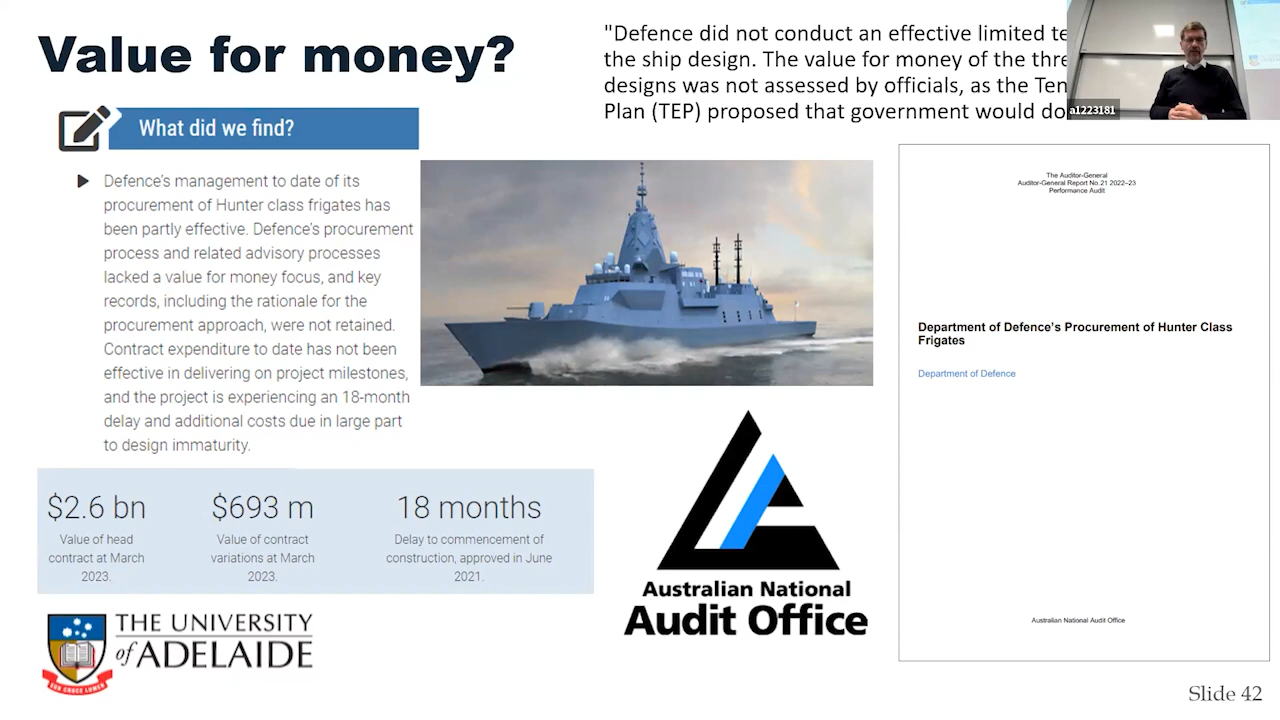 Value for money?
"Defence did not conduct an effective limited
the ship design. The value for money of the
designs was not assessed by officials, as the
Plan (TEP) proposed that government would do
a1223181
What did we find?
Defence's management to date of its
procurement of Hunter class frigates has
been partly effective. Defence's procurement
process and related advisory processes
lacked a value for money focus, and key
records, including the rationale for the
procurement approach, were not retained.
Contract expenditure to date has not been
effective in delivering on project milestones,
and the project is experiencing an 18-month
delay and additional costs due in large part
to design immaturity.
$2.6 bn
Value of head
contract at March
2023.
$693 m
Value of contract
variations at March
2023.
18 months
Delay to commencement of
construction, approved in June
2021.
Australian National
Audit Office
The Auditor-General
Auditor-General Report No.21 2022–23
Performance Audit
Department of Defence's Procurement of Hunter Class
Frigates
Department of Defence
Australian National Audit Office
THE UNIVERSITY
of ADELAIDE
SUB CRUCE LUMEN
Slide 42